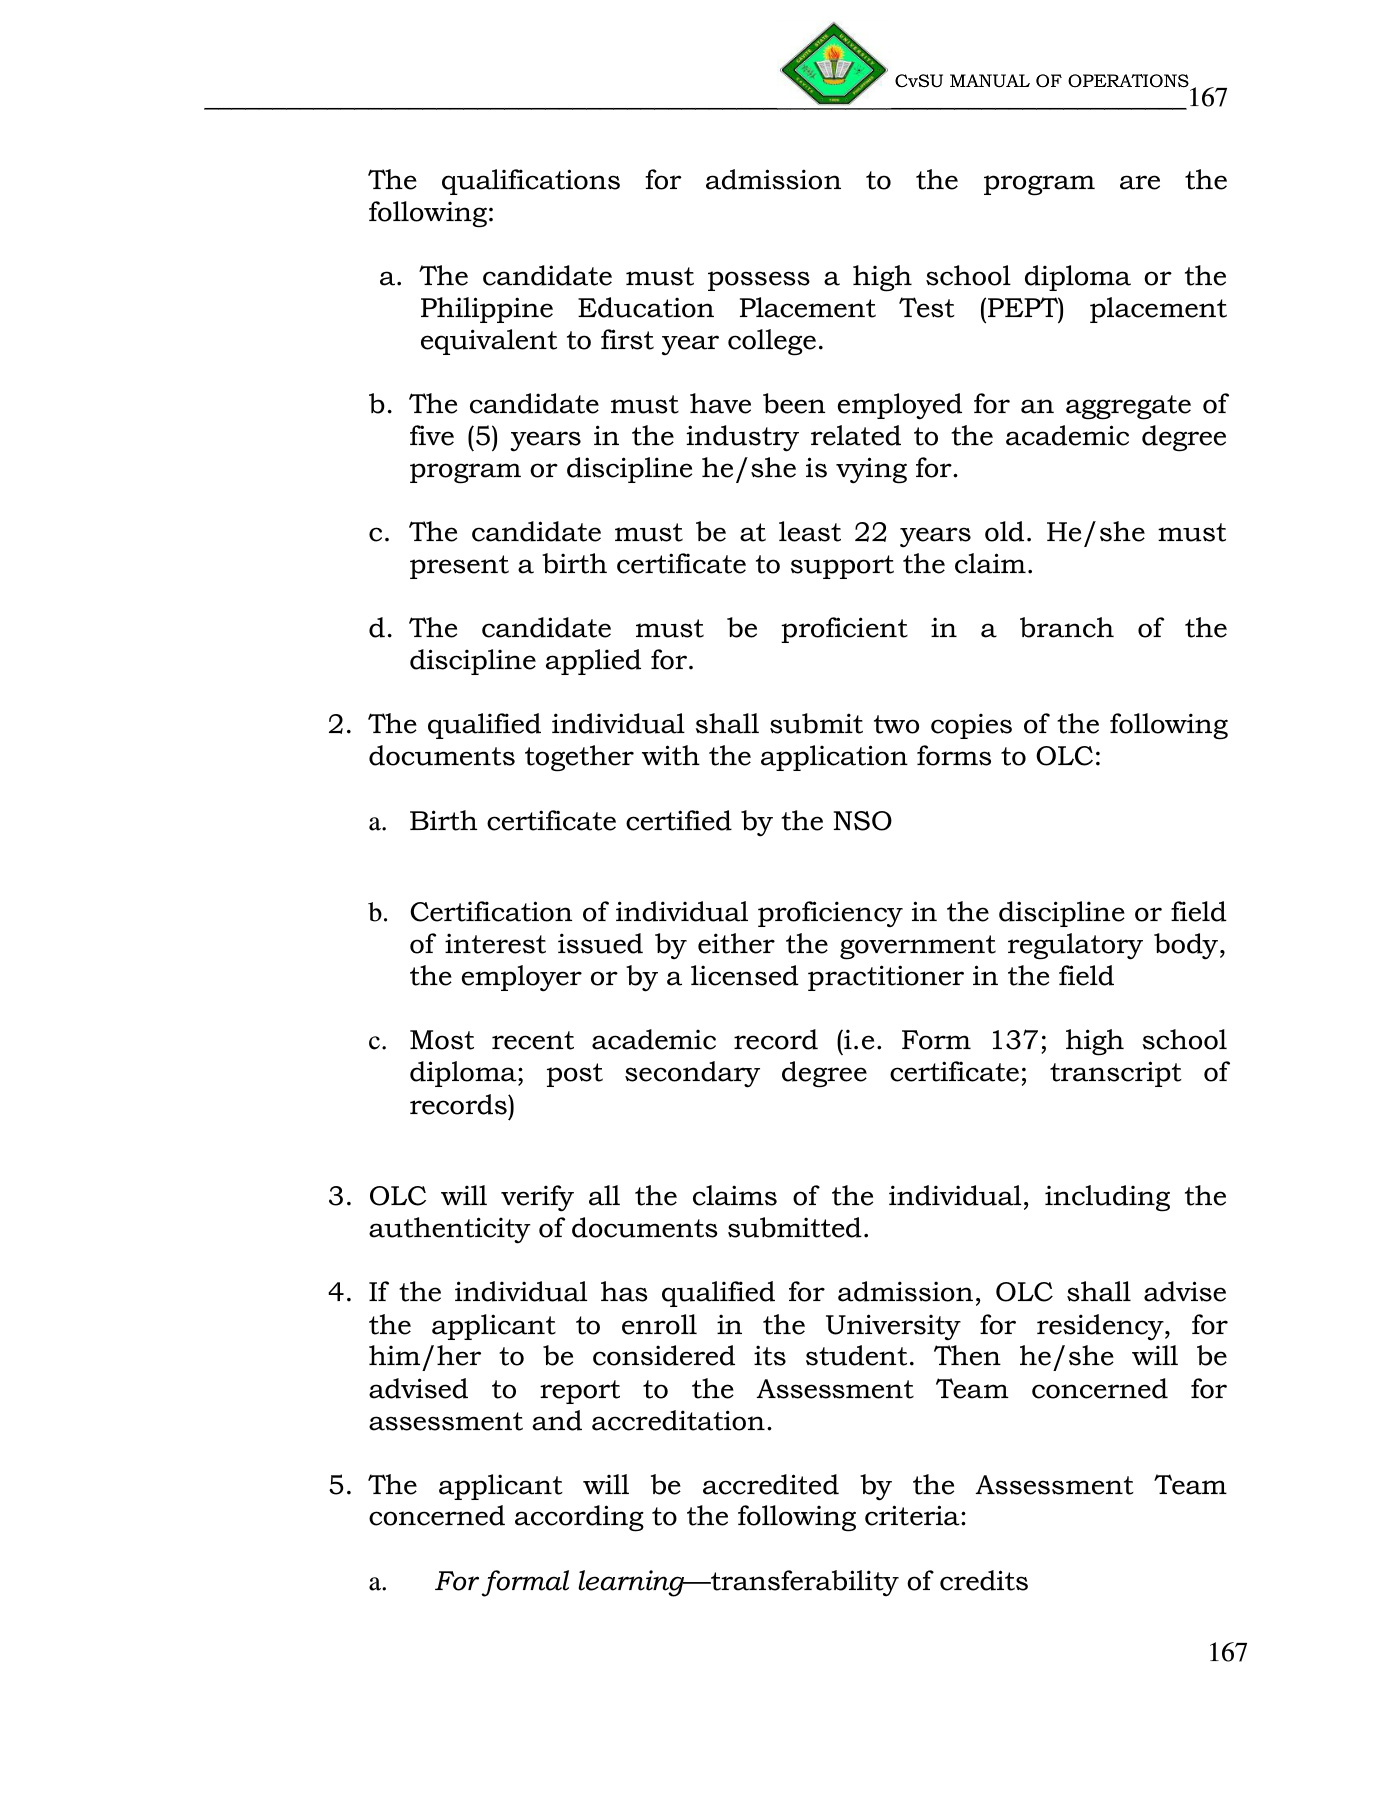 CvSU MANUAL OF OPERATIONS
167
The qualifications for admission to the program are the
following:
a. The candidate must possess a high school diploma or the
Philippine Education Placement Test (PEPT) placement
equivalent to first year college.
b. The candidate must have been employed for an aggregate of
five (5) years in the industry related to the academic degree
program or discipline he/she is vying for.
c. The candidate must be at least 22 years old. He/she must
present a birth certificate to support the claim.
d. The candidate must be proficient in a branch of the
discipline applied for.
2. The qualified individual shall submit two copies of the following
documents together with the application forms to OLC:
a. Birth certificate certified by the NSO
b. Certification of individual proficiency in the discipline or field
of interest issued by either the government regulatory body,
the employer or by a licensed practitioner in the field
c. Most recent academic record (i.e. Form 137; high school
diploma; post secondary degree certificate; transcript of
records)
3. OLC will verify all the claims of the individual, including the
authenticity of documents submitted.
4. If the individual has qualified for admission, OLC shall advise
the applicant to enroll in the University for residency, for
him/her to be considered its student. Then he/she will be
advised to report to the Assessment Team concerned for
assessment and accreditation.
5. The applicant will be accredited by the Assessment Team
concerned according to the following criteria:
a. For formal learning—transferability of credits
167